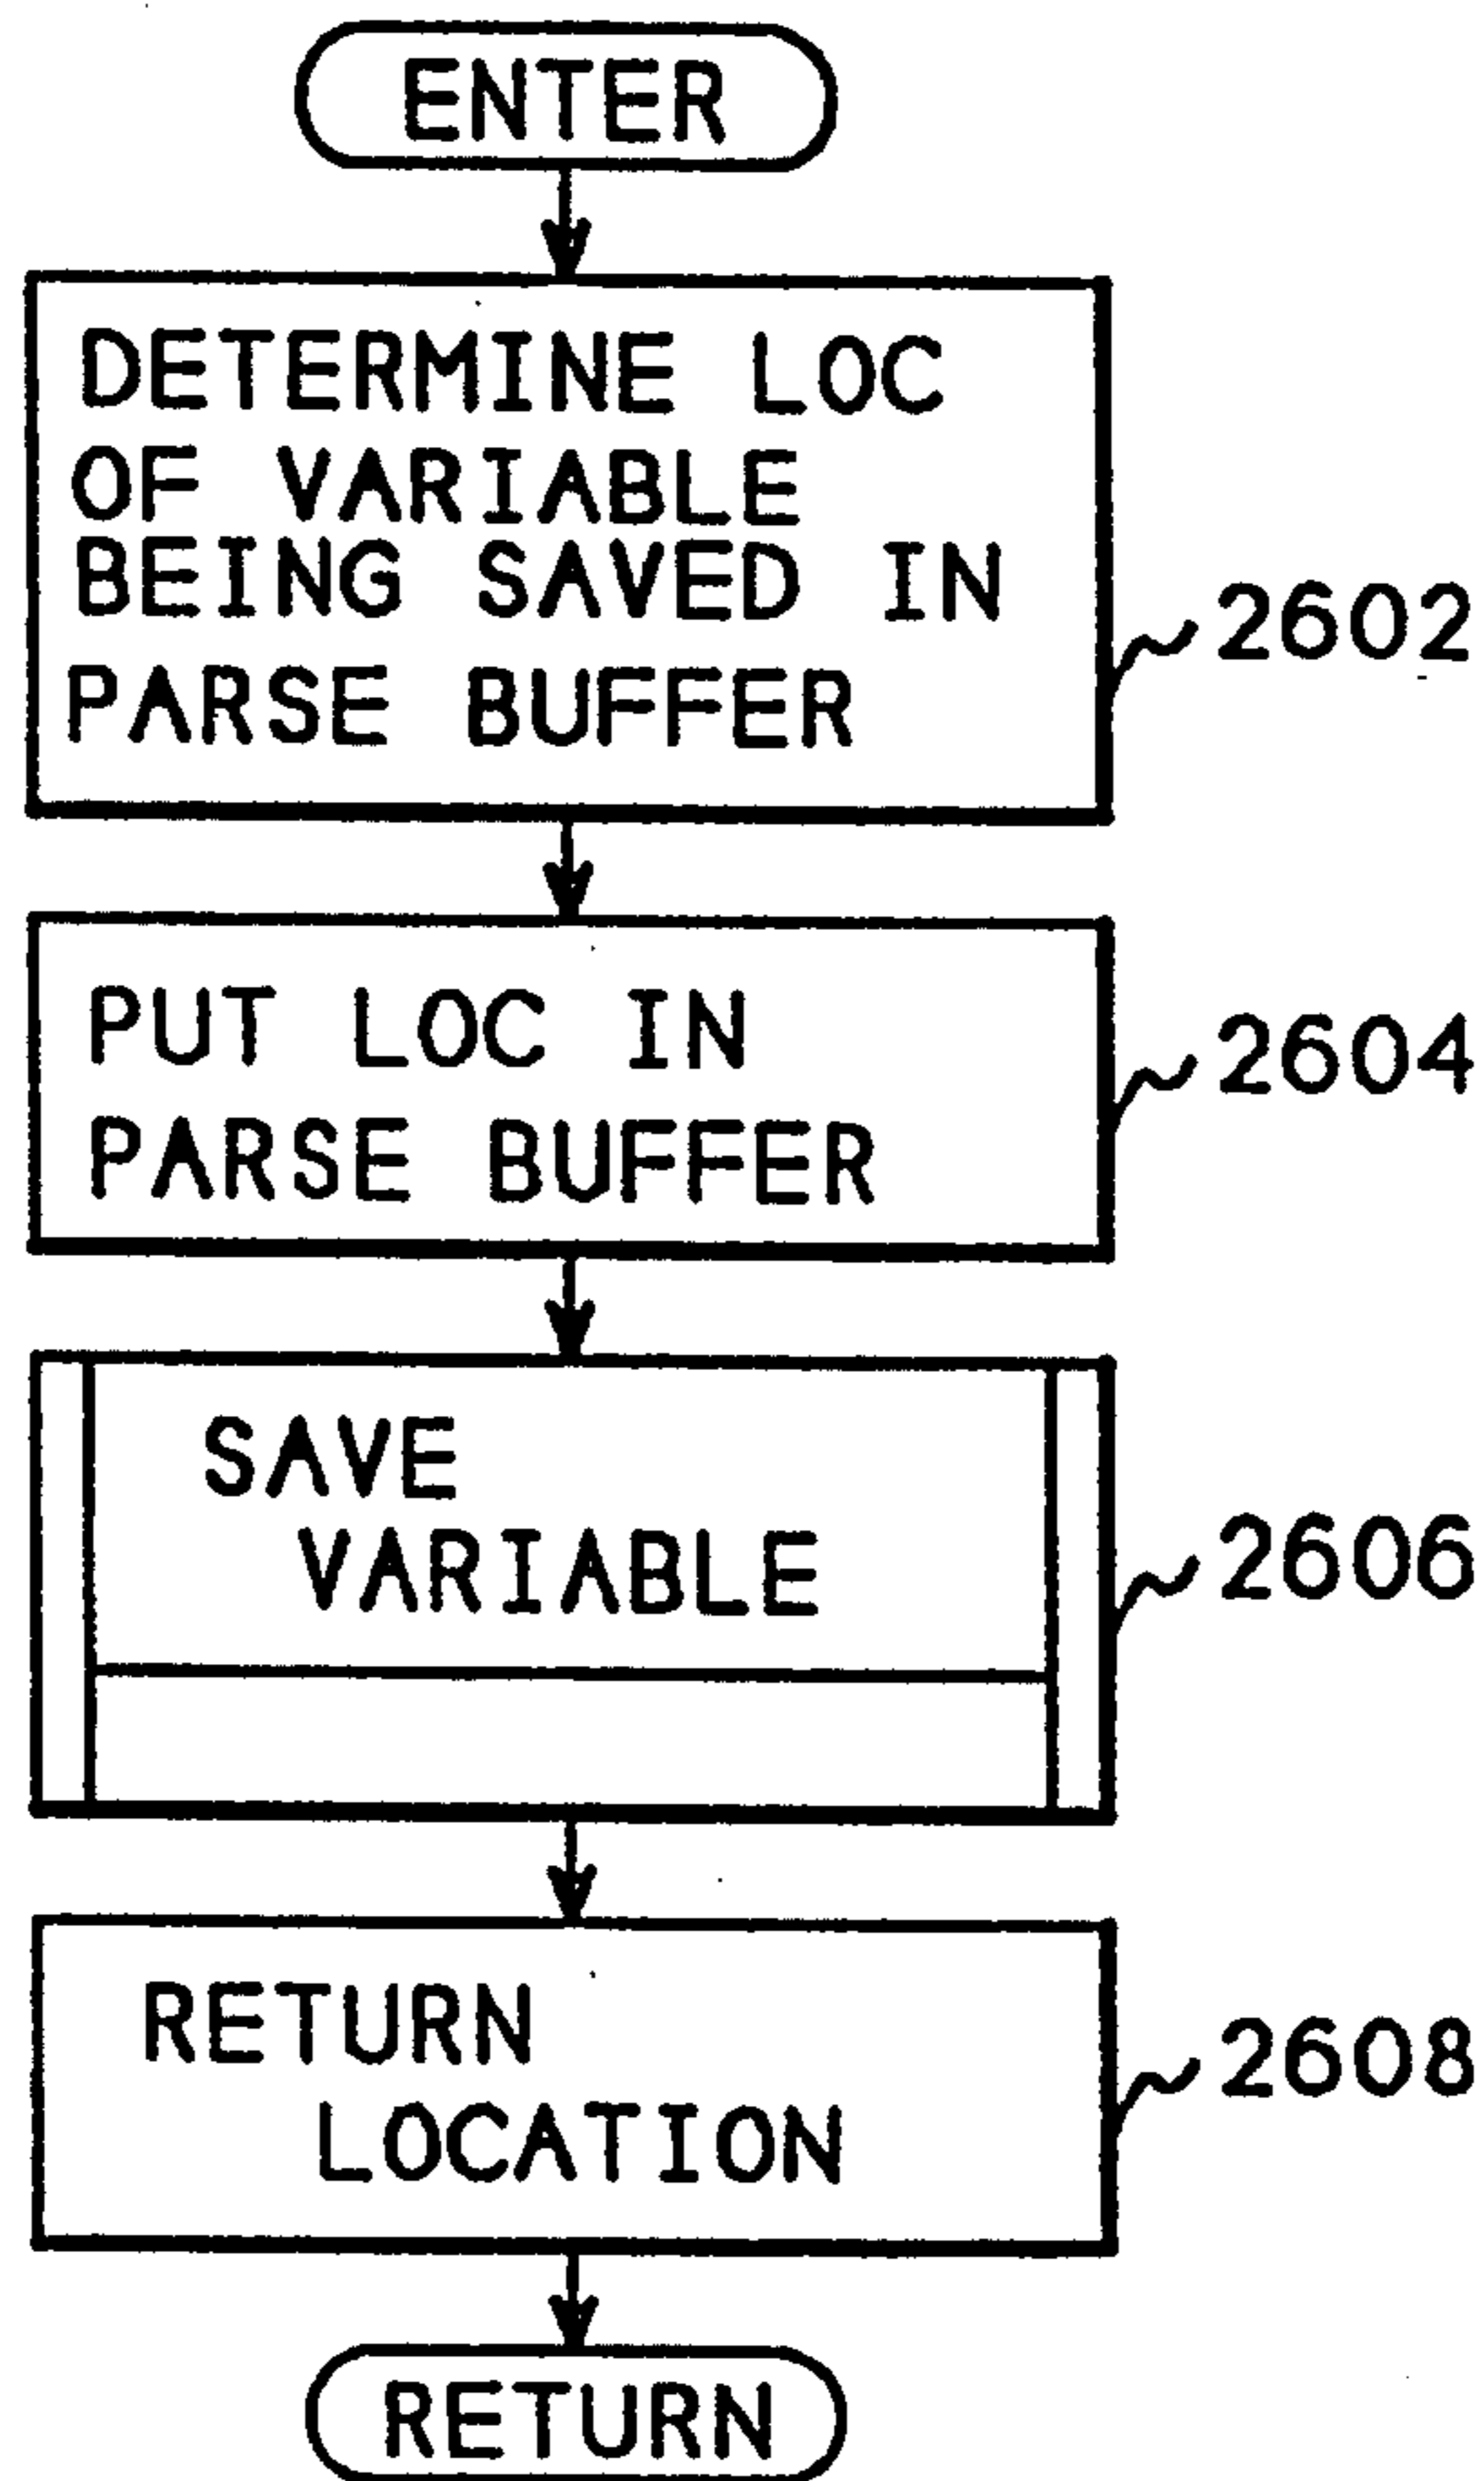 ENTER
DETERMINE LOC
OF VARIABLE
BEING SAVED IN
PARSE BUFFER
2602
PUT LOC IN
PARSE BUFFER
2604
SAVE
VARIABLE
2606
RETURN
LOCATION
2608
RETURN